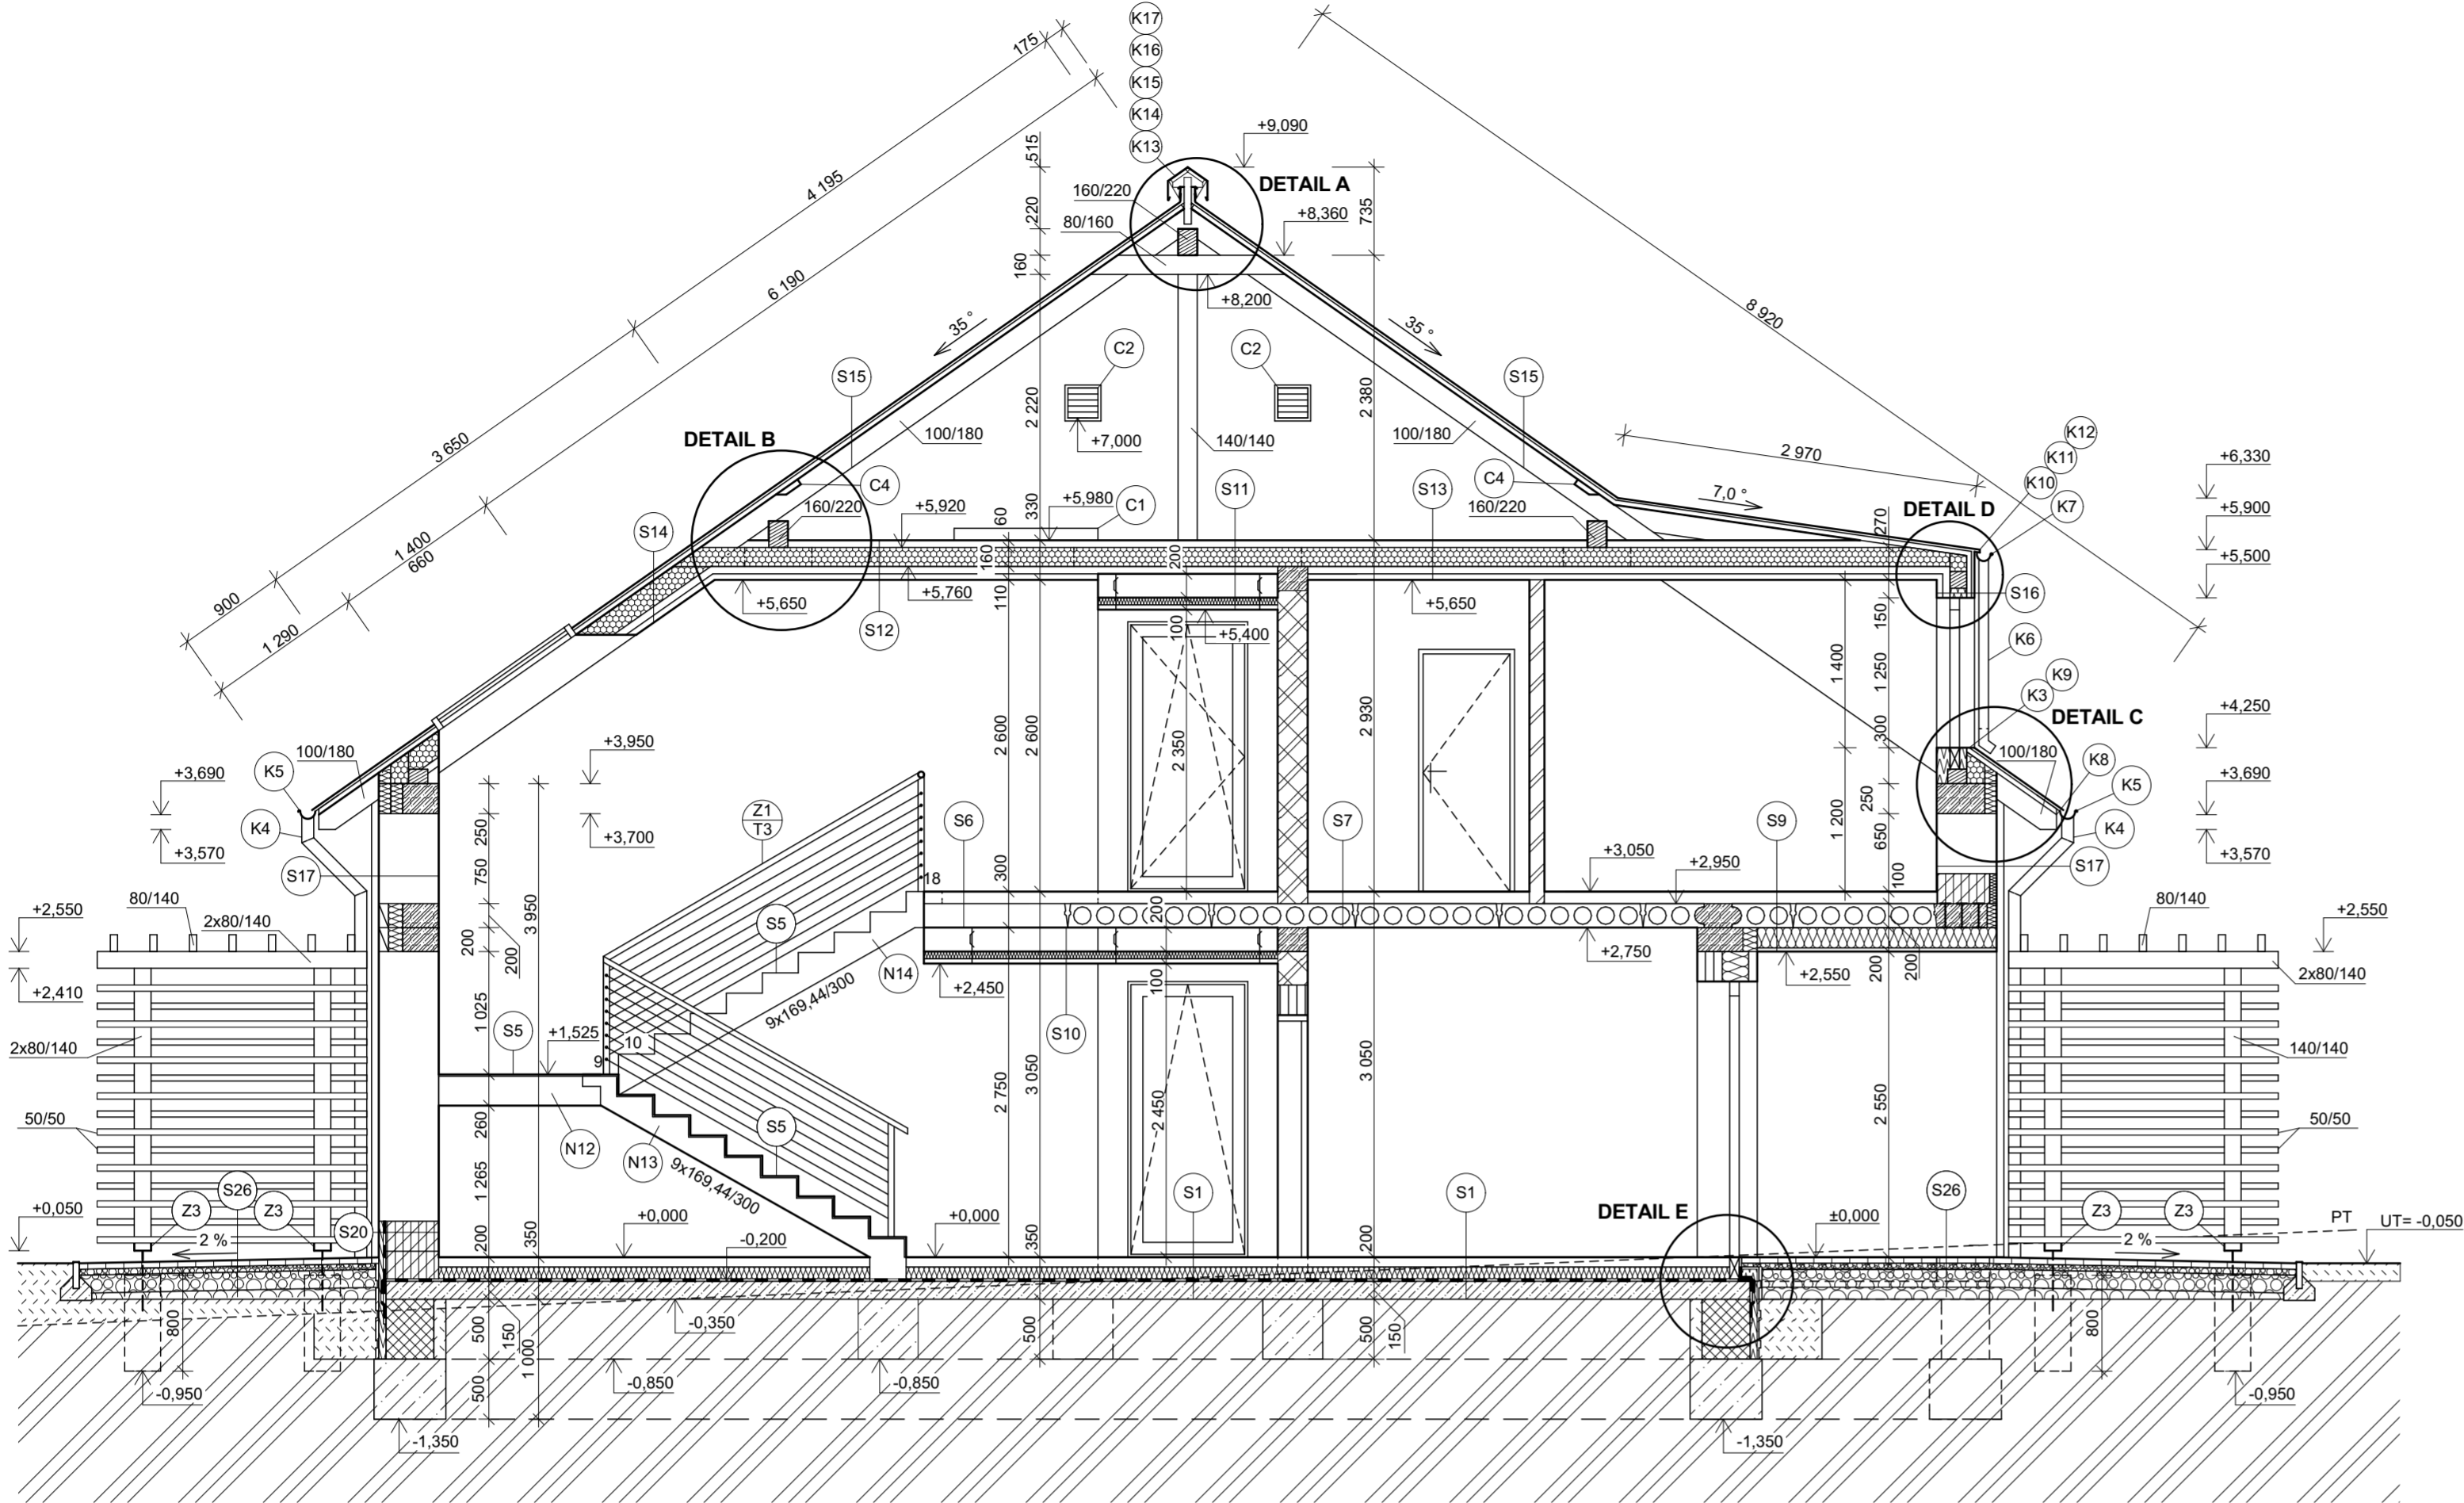 K17
K16
K15
K14
K13
175
4 195
6 190
3 650
1 400
660
900
1 290
8 920
+9,090
DETAIL A
515
220
160
160/220
80/160
735
+8,360
+8,200
35 °
35 °
C2
C2
S15
S15
2 220
2 380
+7,000
100/180
140/140
100/180
DETAIL B
C4
C4
S11
S13
2 970
K12
K11
K10
K7
+6,330
+5,900
+5,500
7,0 °
DETAIL D
270
S14
160/220
+5,920
+5,980
C1
60
330
160
200
160/220
110
+5,650
+5,760
S12
+5,400
100
+5,650
S16
150
K6
1 400
1 250
K9
K3
DETAIL C
+4,250
300
2 600
2 600
2 350
2 930
100/180
K8
K5
+3,690
K4
+3,570
S17
250
1 200
650
100
100/180
K5
+3,690
K4
+3,570
S17
+3,950
+3,700
250
750
3 950
200
200
Z1
T3
S6
S7
S9
300
18
+3,050
+2,950
200
+2,550
80/140
2x80/140
+2,410
2x80/140
S5
N14
+2,450
100
S10
9x169,44/300
+2,750
+2,550
200
200
80/140
+2,550
2x80/140
1 025
S5
+1,525
9
10
140/140
50/50
50/50
260
N12
N13
S5
9x169,44/300
1 265
2 750
3 050
2 450
3 050
2 550
S1
S1
S26
DETAIL E
+0,050
Z3
S26
Z3
S20
2 %
200
350
+0,000
-0,200
+0,000
350
200
±0,000
Z3
Z3
2 %
PT
UT= -0,050
800
500
150
1 000
500
-0,350
500
500
150
800
-0,950
-0,850
-0,850
-0,950
-1,350
-1,350